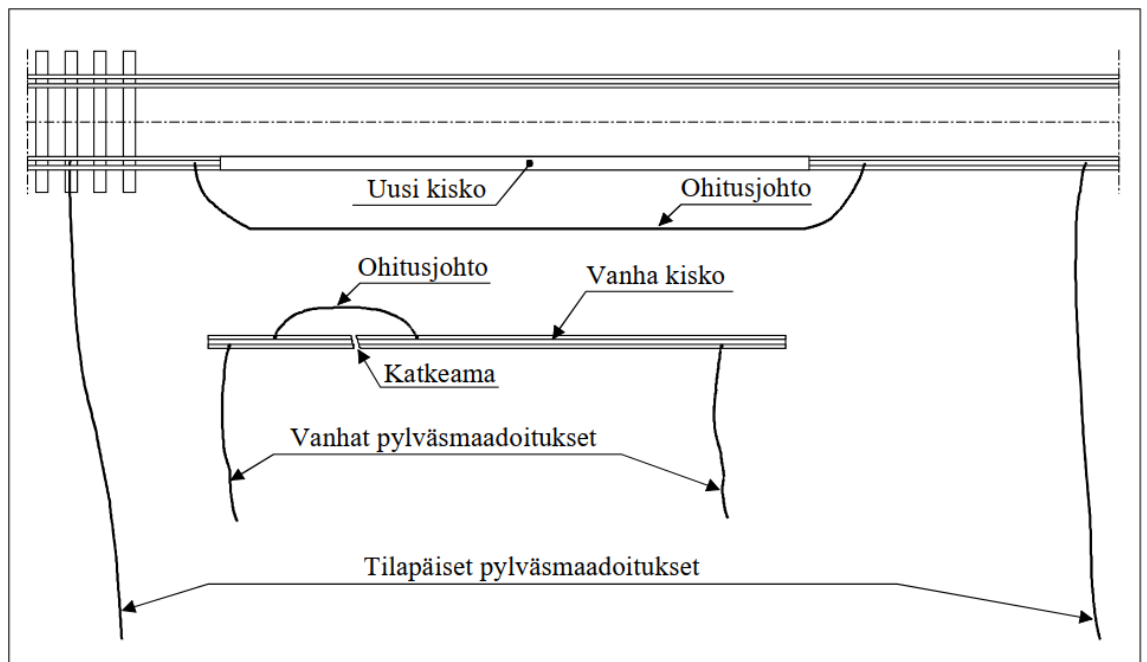 Uusi kisko
Ohitusjohto
Ohitusjohto
Vanha kisko
Katkeama
Vanhat pylväsmaadoitukset
Tilapäiset pylväsmaadoitukset